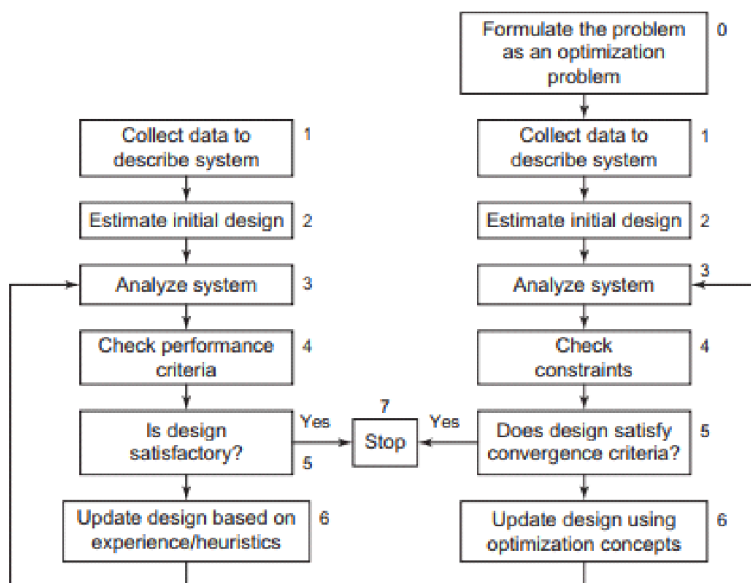 Formulate the problem
as an optimization
problem
0
Collect data to
describe system
1
Collect data to
describe system
1
Estimate initial design
2
Estimate initial design
2
Analyze system
3
Analyze system
3
Check performance
criteria
4
Check
constraints
4
Is design
satisfactory?
5
Yes
7
Stop
Yes
Does design satisfy
convergence criteria?
5
Update design based on
experience/heuristics
6
Update design using
optimization concepts
6